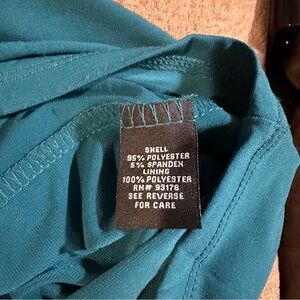 SHELL
95% POLYESTER
5% SPANDEX
LINING
100% POLYESTER
RN# 93178
SEE REVERSE
FOR CARE